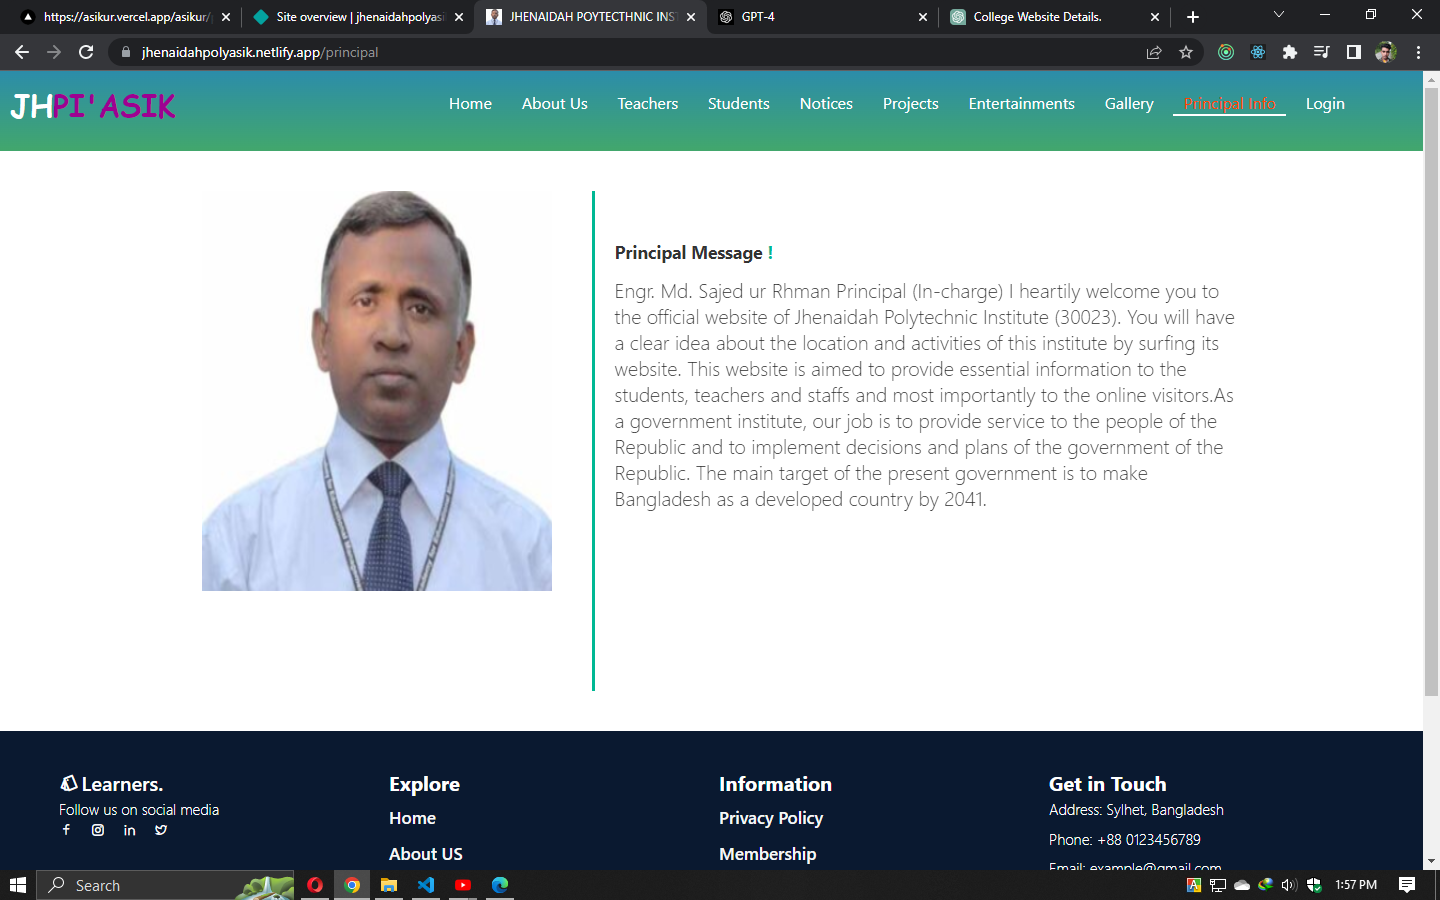 https://asikur.vercel.app/asikur/
Site overview | jhenaidahpolyasi
JHENAIDAH POYTECTHNIC INS
GPT-4
College Website Details.
jhenaidahpolyasik.netlify.app/principal
JHPI'ASIK
Home
About Us
Teachers
Students
Notices
Projects
Entertainments
Gallery
Principal Info
Login
Principal Message !
Engr. Md. Sajed ur Rhman Principal (In-charge) I heartily welcome you to
the official website of Jhenaidah Polytechnic Institute (30023). You will have
a clear idea about the location and activities of this institute by surfing its
website. This website is aimed to provide essential information to the
students, teachers and staffs and most importantly to the online visitors.As
a government institute, our job is to provide service to the people of the
Republic and to implement decisions and plans of the government of the
Republic. The main target of the present government is to make
Bangladesh as a developed country by 2041.
Learners.
Follow us on social media
Explore
Home
About US
Information
Privacy Policy
Membership
Get in Touch
Address: Sylhet, Bangladesh
Phone: +88 0123456789
Email: example@gmail.com
Search
1:57 PM